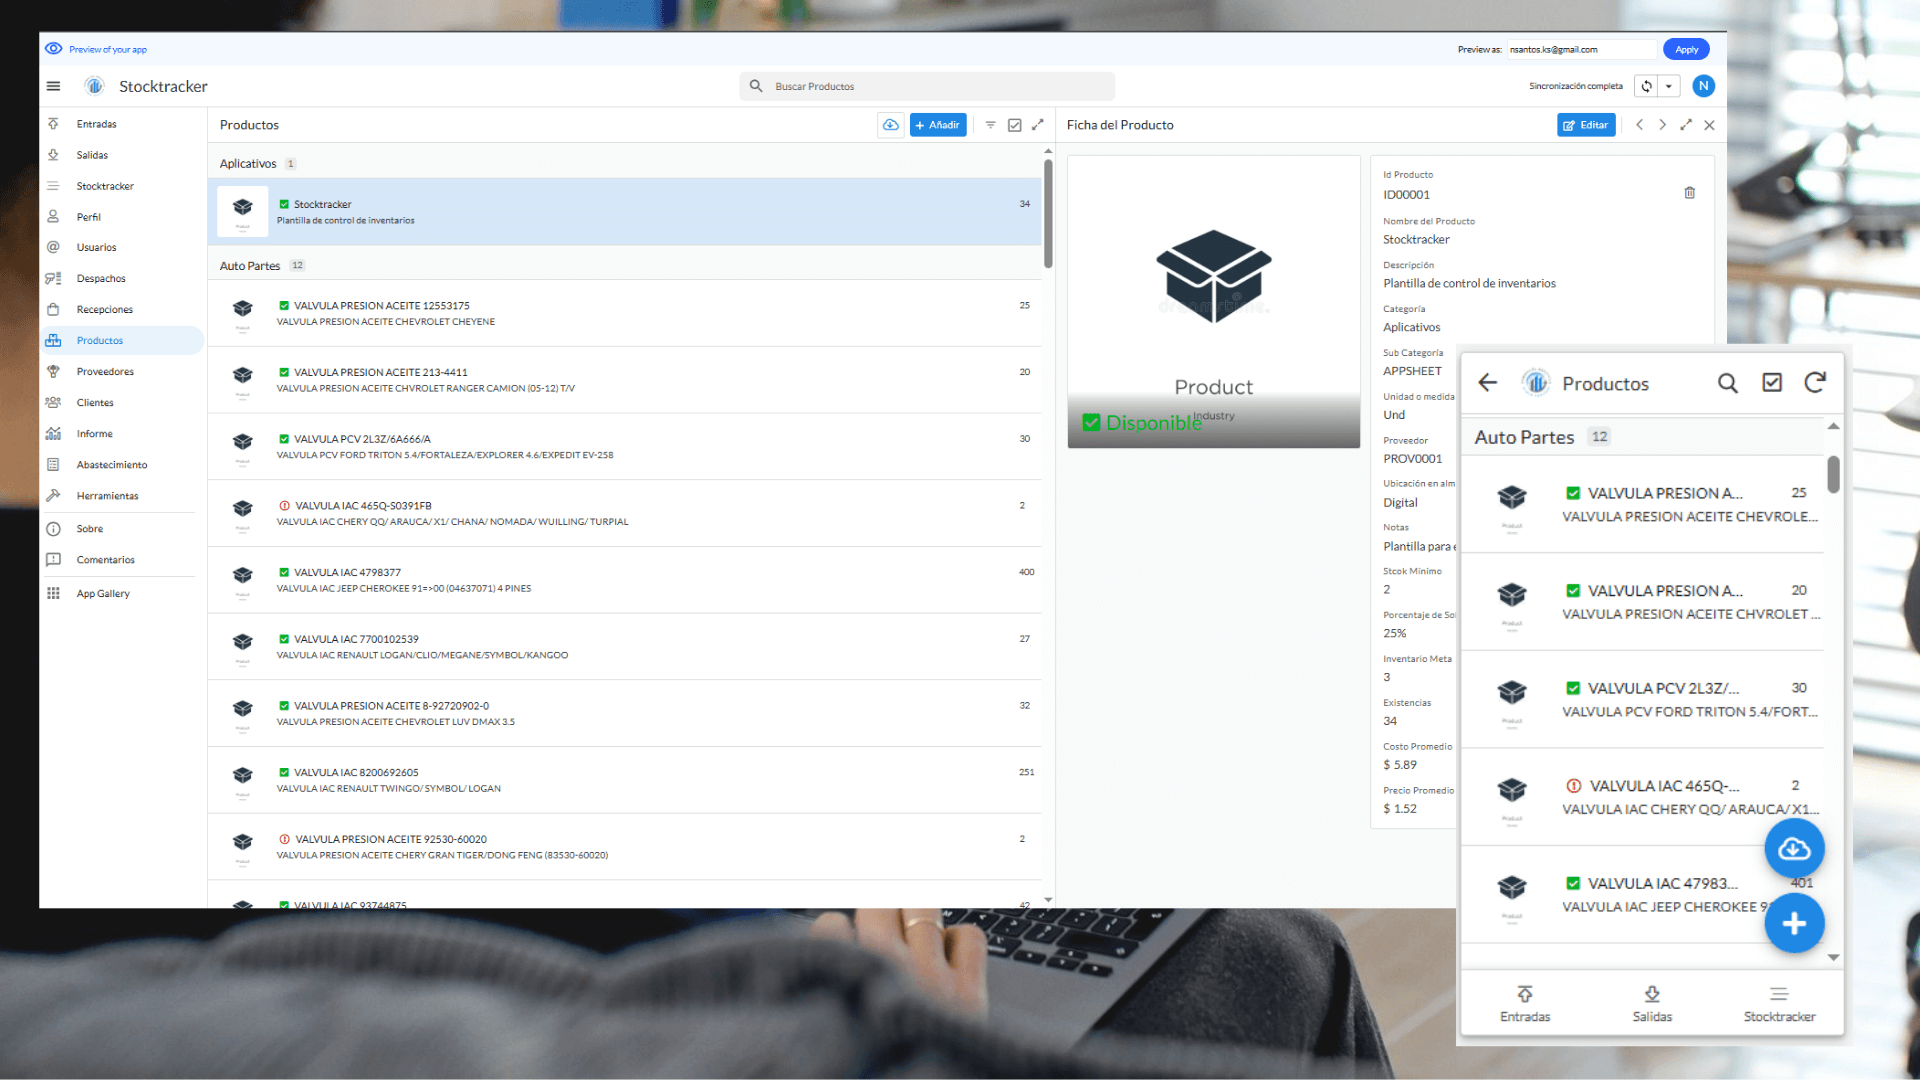 Preview of your app
Preview as: nsantos.ks@gmail.com
Apply
Stocktracker
Buscar Productos
Sincronización completa
N
Entradas
Salidas
Stocktracker
Perfil
Usuarios
Despachos
Recepciones
Productos
Proveedores
Clientes
Informe
Abastecimiento
Herramientas
Sobre
Comentarios
App Gallery
Productos
+ Añadir
Aplicativos 1
Stocktracker 34
Plantilla de control de inventarios
Auto Partes 12
VALVULA PRESION ACEITE 12553175 25
VALVULA PRESION ACEITE CHEVROLET CHEYENE
VALVULA PRESION ACEITE 213-4411 20
VALVULA PRESION ACEITE CHVROLET RANGER CAMION (05-12) T/V
VALVULA PCV 2L3Z/6A666/A 30
VALVULA PCV FORD TRITON 5.4/FORTALEZA/EXPLORER 4.6/EXPEDIT EV-258
VALVULA IAC 465Q-S0391FB 2
VALVULA IAC CHERY QQ/ ARAUCA/ X1/ CHANA/ NOMADA/ WUILLING/ TURPIAL
VALVULA IAC 4798377 400
VALVULA IAC JEEP CHEROKEE 91=>00 (04637071) 4 PINES
VALVULA IAC 7700102539 27
VALVULA IAC RENAULT LOGAN/CLIO/MEGANE/SYMBOL/KANGOO
VALVULA PRESION ACEITE 8-92720902-0 32
VALVULA PRESION ACEITE CHEVROLET LUV DMAX 3.5
VALVULA IAC 8200692605 251
VALVULA IAC RENAULT TWINGO/ SYMBOL/ LOGAN
VALVULA PRESION ACEITE 92530-60020 2
VALVULA PRESION ACEITE CHERY GRAN TIGER/DONG FENG (83530-60020)
VALVULA IAC 93744875 42
Ficha del Producto
Editar
Product
Industry
Disponible
Id Producto
ID00001
Nombre del Producto
Stocktracker
Descripción
Plantilla de control de inventarios
Categoría
Aplicativos
Sub Categoría
APPSHEET
Unidad o medida
Und
Proveedor
PROV0001
Ubicación en alm
Digital
Notas
Plantilla para e
Stcok Minimo
2
Porcentaje de So
25%
Inventario Meta
3
Existencias
34
Costo Promedio
$ 5.89
Precio Promedio
$ 1.52
Productos
Auto Partes 12
VALVULA PRESION A... 25
VALVULA PRESION ACEITE CHEVROLE...
VALVULA PRESION A... 20
VALVULA PRESION ACEITE CHVROLET ...
VALVULA PCV 2L3Z/... 30
VALVULA PCV FORD TRITON 5.4/FORT...
VALVULA IAC 465Q-... 2
VALVULA IAC CHERY QQ/ ARAUCA/ X1...
VALVULA IAC 47983... 401
VALVULA IAC JEEP CHEROKEE 9
Entradas
Salidas
Stocktracker